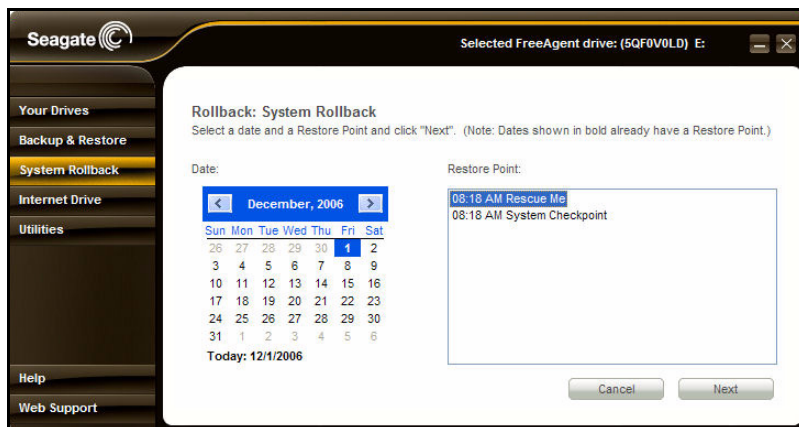 Seagate
Selected FreeAgent drive: (5QF0V0LD) E:
Your Drives
Backup & Restore
System Rollback
Internet Drive
Utilities
Help
Web Support
Rollback: System Rollback
Select a date and a Restore Point and click "Next". (Note: Dates shown in bold already have a Restore Point.)
Date:
December, 2006
Sun Mon Tue Wed Thu Fri Sat
26 27 28 29 30 1 2
3 4 5 6 7 8 9
10 11 12 13 14 15 16
17 18 19 20 21 22 23
24 25 26 27 28 29 30
31 1 2 3 4 5 6
Today: 12/1/2006
Restore Point:
08:18 AM Rescue Me
08:18 AM System Checkpoint
Cancel
Next